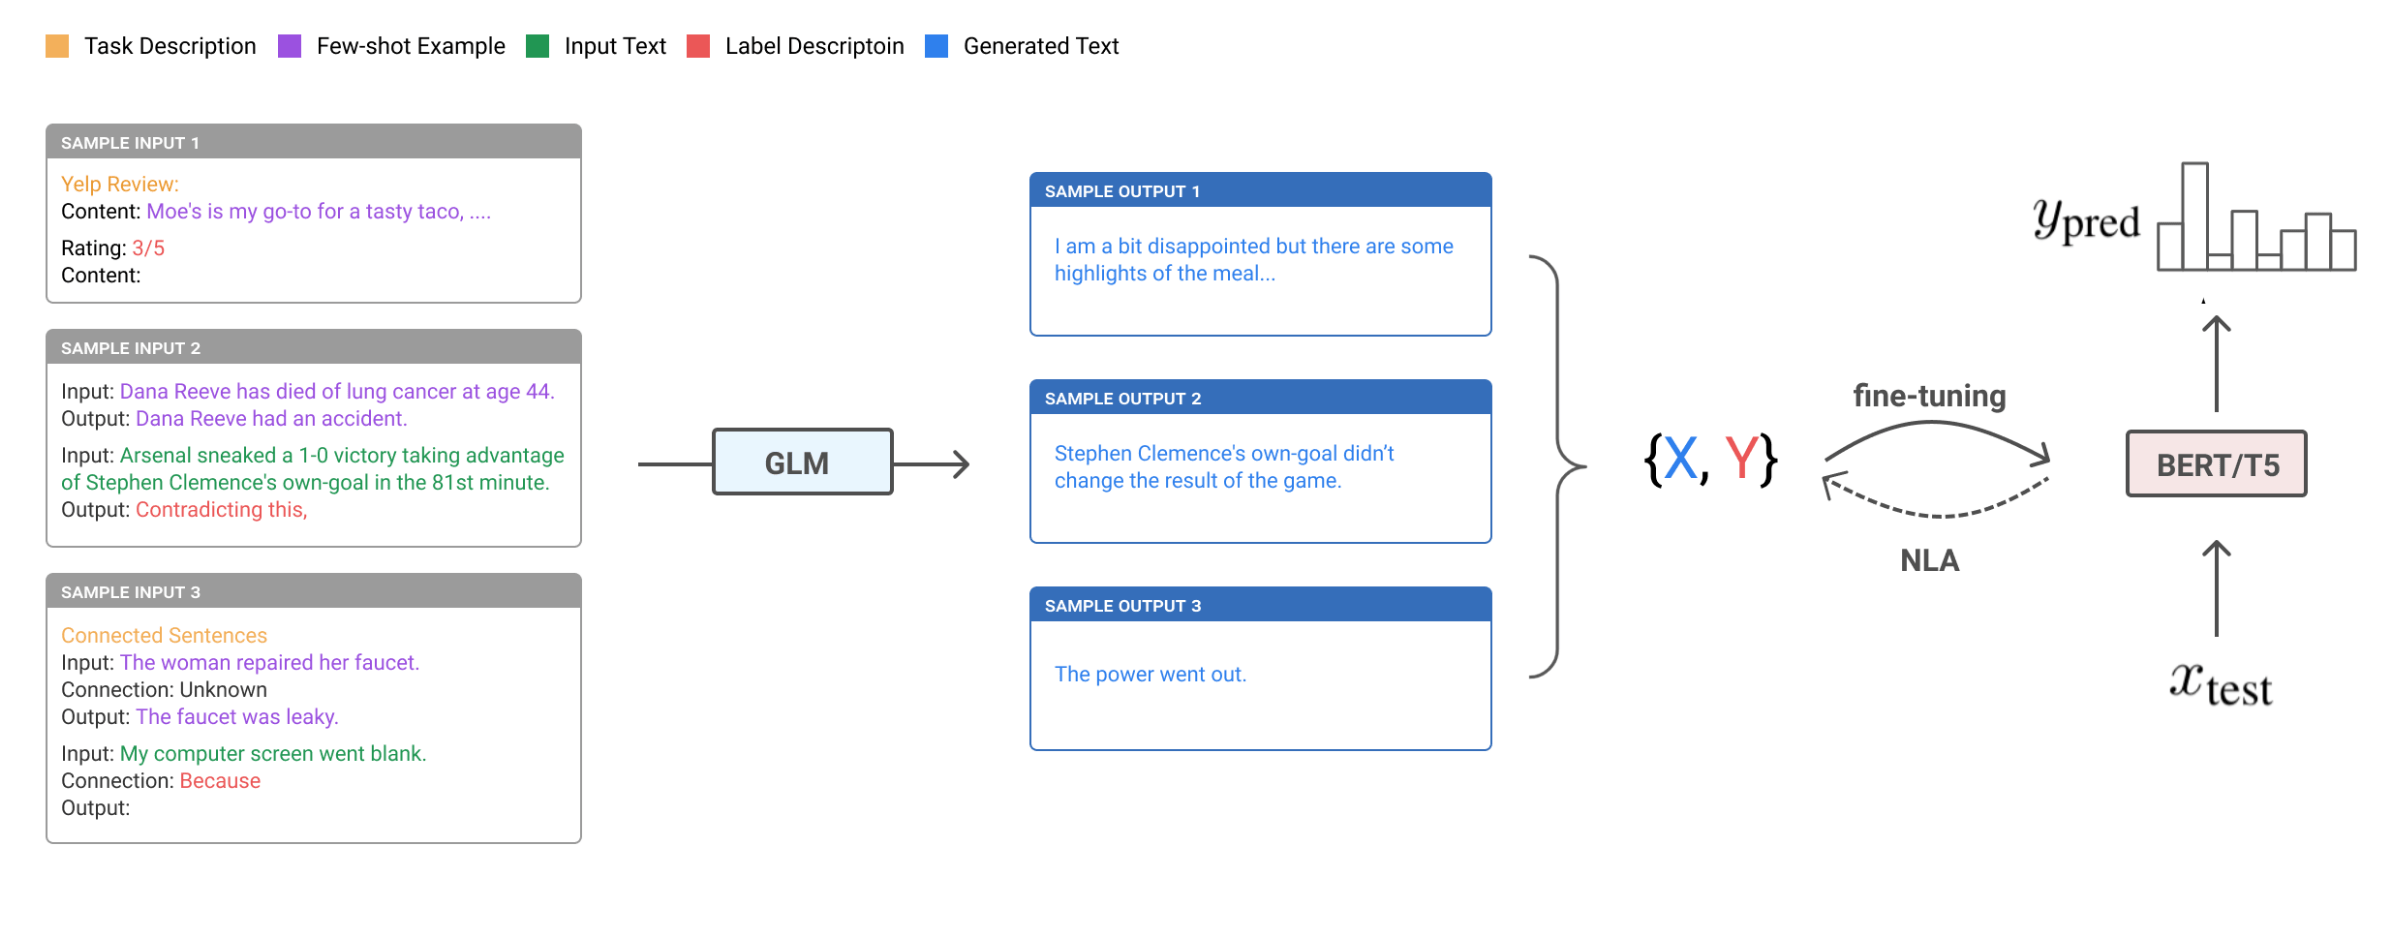 Task Description Few-shot Example Input Text Label Descriptoin Generated Text
SAMPLE INPUT 1
Yelp Review:
Content: Moe's is my go-to for a tasty taco, ....
Rating: 3/5
Content:
SAMPLE INPUT 2
Input: Dana Reeve has died of lung cancer at age 44.
Output: Dana Reeve had an accident.
Input: Arsenal sneaked a 1-0 victory taking advantage
of Stephen Clemence's own-goal in the 81st minute.
Output: Contradicting this,
SAMPLE INPUT 3
Connected Sentences
Input: The woman repaired her faucet.
Connection: Unknown
Output: The faucet was leaky.
Input: My computer screen went blank.
Connection: Because
Output:
GLM
SAMPLE OUTPUT 1
I am a bit disappointed but there are some
highlights of the meal...
SAMPLE OUTPUT 2
Stephen Clemence's own-goal didn’t
change the result of the game.
SAMPLE OUTPUT 3
The power went out.
{X, Y}
fine-tuning
NLA
ypred
BERT/T5
xtest